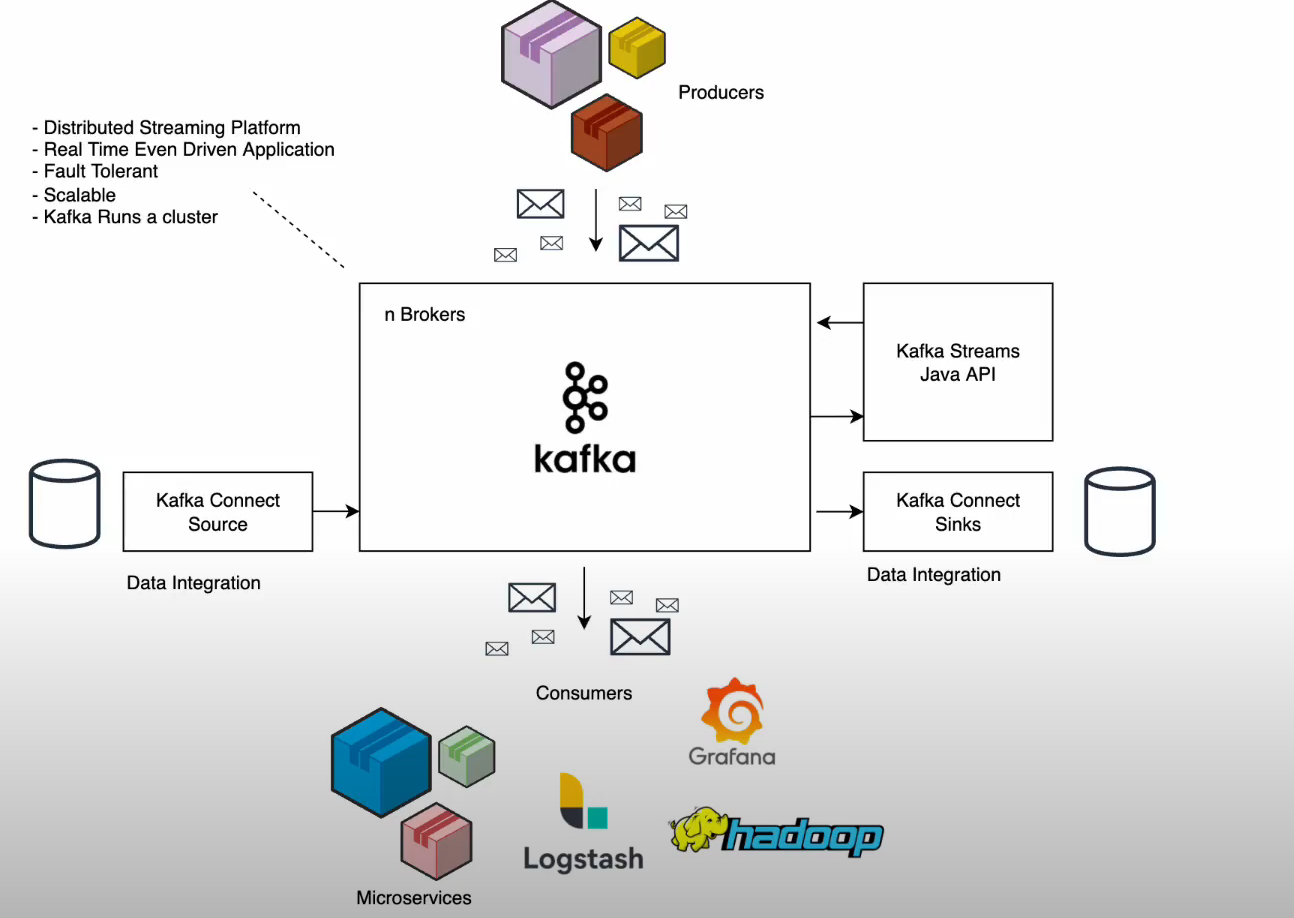 Producers
- Distributed Streaming Platform
- Real Time Even Driven Application
- Fault Tolerant
- Scalable
- Kafka Runs a cluster
n Brokers
kafka
Kafka Streams
Java API
Kafka Connect
Source
Data Integration
Kafka Connect
Sinks
Data Integration
Consumers
Grafana
Logstash
hadoop
Microservices